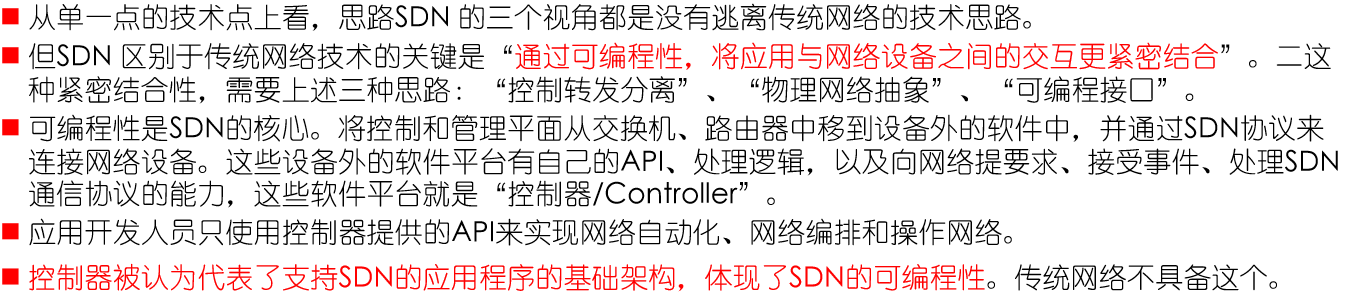 ■ 从单一点的技术点上看，思路SDN 的三个视角都是没有逃离传统网络的技术思路。
■ 但SDN 区别于传统网络技术的关键是“通过可编程性，将应用与网络设备之间的交互更紧密结合”。二这
种紧密结合性，需要上述三种思路：“控制转发分离”、“物理网络抽象”、“可编程接口”。
■ 可编程性是SDN的核心。将控制和管理平面从交换机、路由器中移到设备外的软件中，并通过SDN协议来
连接网络设备。这些设备外的软件平台有自己的API、处理逻辑，以及向网络提要求、接受事件、处理SDN
通信协议的能力，这些软件平台就是“控制器/Controller”。
■ 应用开发人员只使用控制器提供的API来实现网络自动化、网络编排和操作网络。
■ 控制器被认为代表了支持SDN的应用程序的基础架构，体现了SDN的可编程性。传统网络不具备这个。